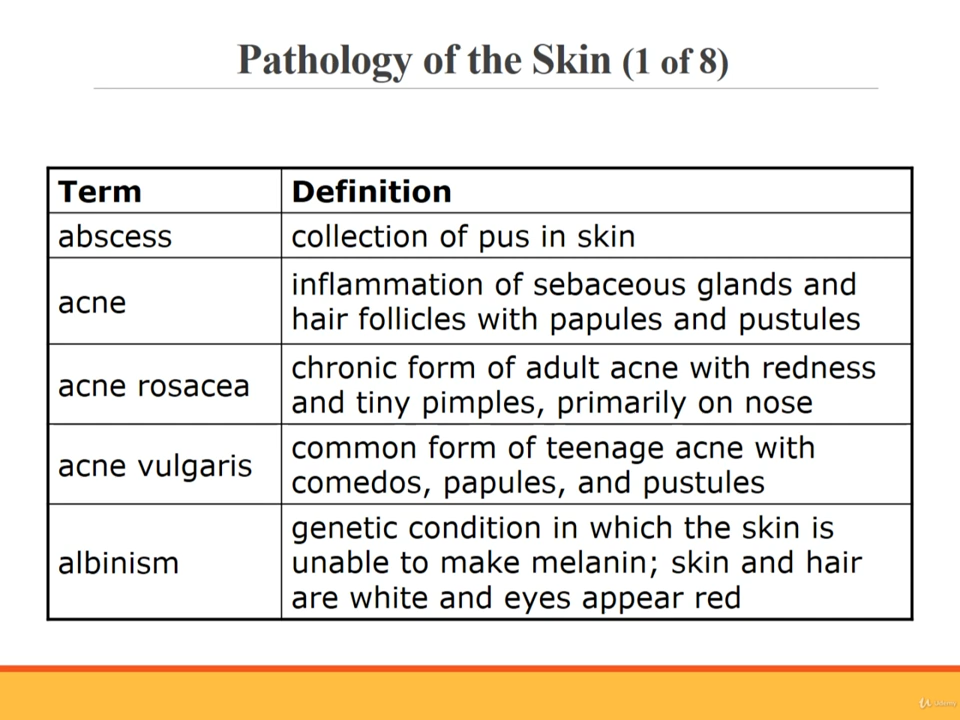 Pathology of the Skin (1 of 8)
Term
Definition
abscess
collection of pus in skin
acne
inflammation of sebaceous glands and
hair follicles with papules and pustules
acne rosacea
chronic form of adult acne with redness
and tiny pimples, primarily on nose
acne vulgaris
common form of teenage acne with
comedos, papules, and pustules
albinism
genetic condition in which the skin is
unable to make melanin; skin and hair
are white and eyes appear red
Udemy